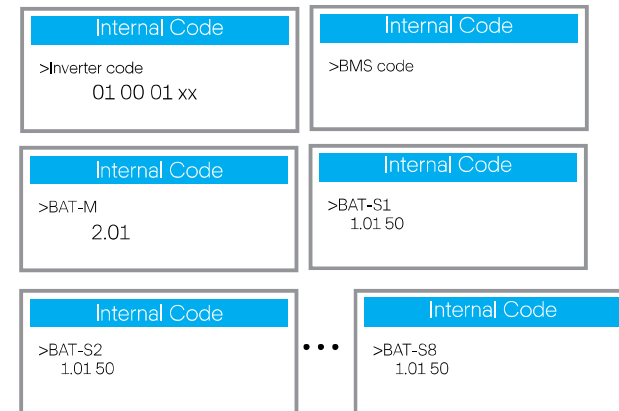 Internal Code
>Inverter code
01 00 01 xx
Internal Code
>BMS code
Internal Code
>BAT-M
2.01
Internal Code
>BAT-S1
1.01 50
Internal Code
>BAT-S2
1.01 50
•••
Internal Code
>BAT-S8
1.01 50